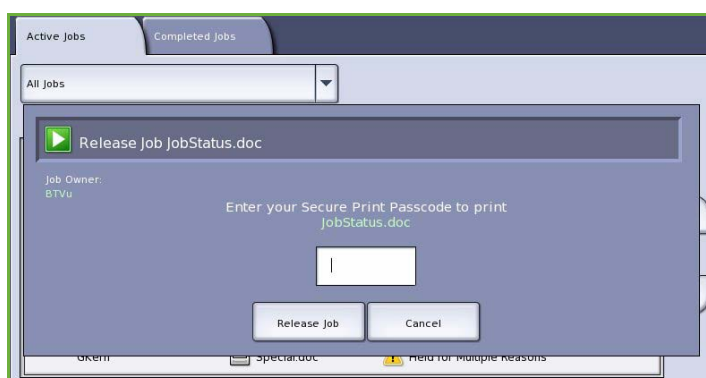 Active Jobs
Completed Jobs
All Jobs
Release Job JobStatus.doc
Job Owner:
BTVu
Enter your Secure Print Passcode to print
JobStatus.doc
Release Job
Cancel
GKern Special.doc Held for Multiple Reasons